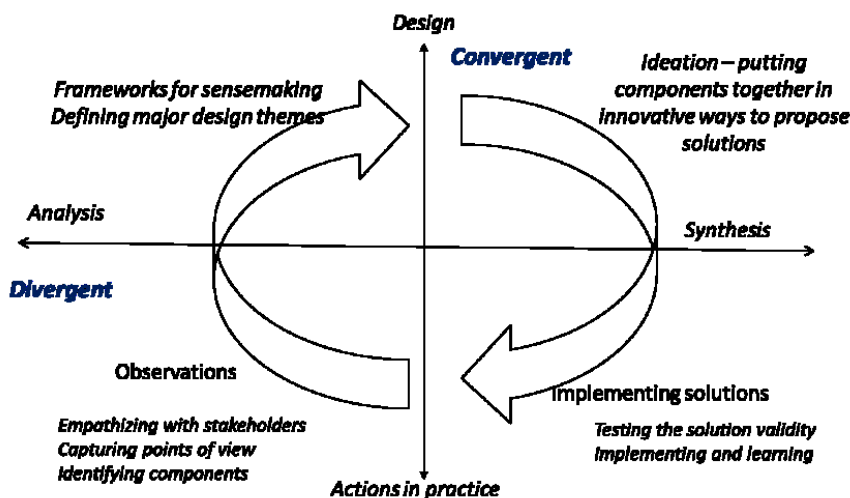 Design
Convergent
Frameworks for sensemaking
Defining major design themes
Ideation – putting
components together in
innovative ways to propose
solutions
Analysis
Synthesis
Divergent
Observations
Empathizing with stakeholders
Capturing points of view
Identifying components
Implementing solutions
Testing the solution validity
Implementing and learning
Actions in practice